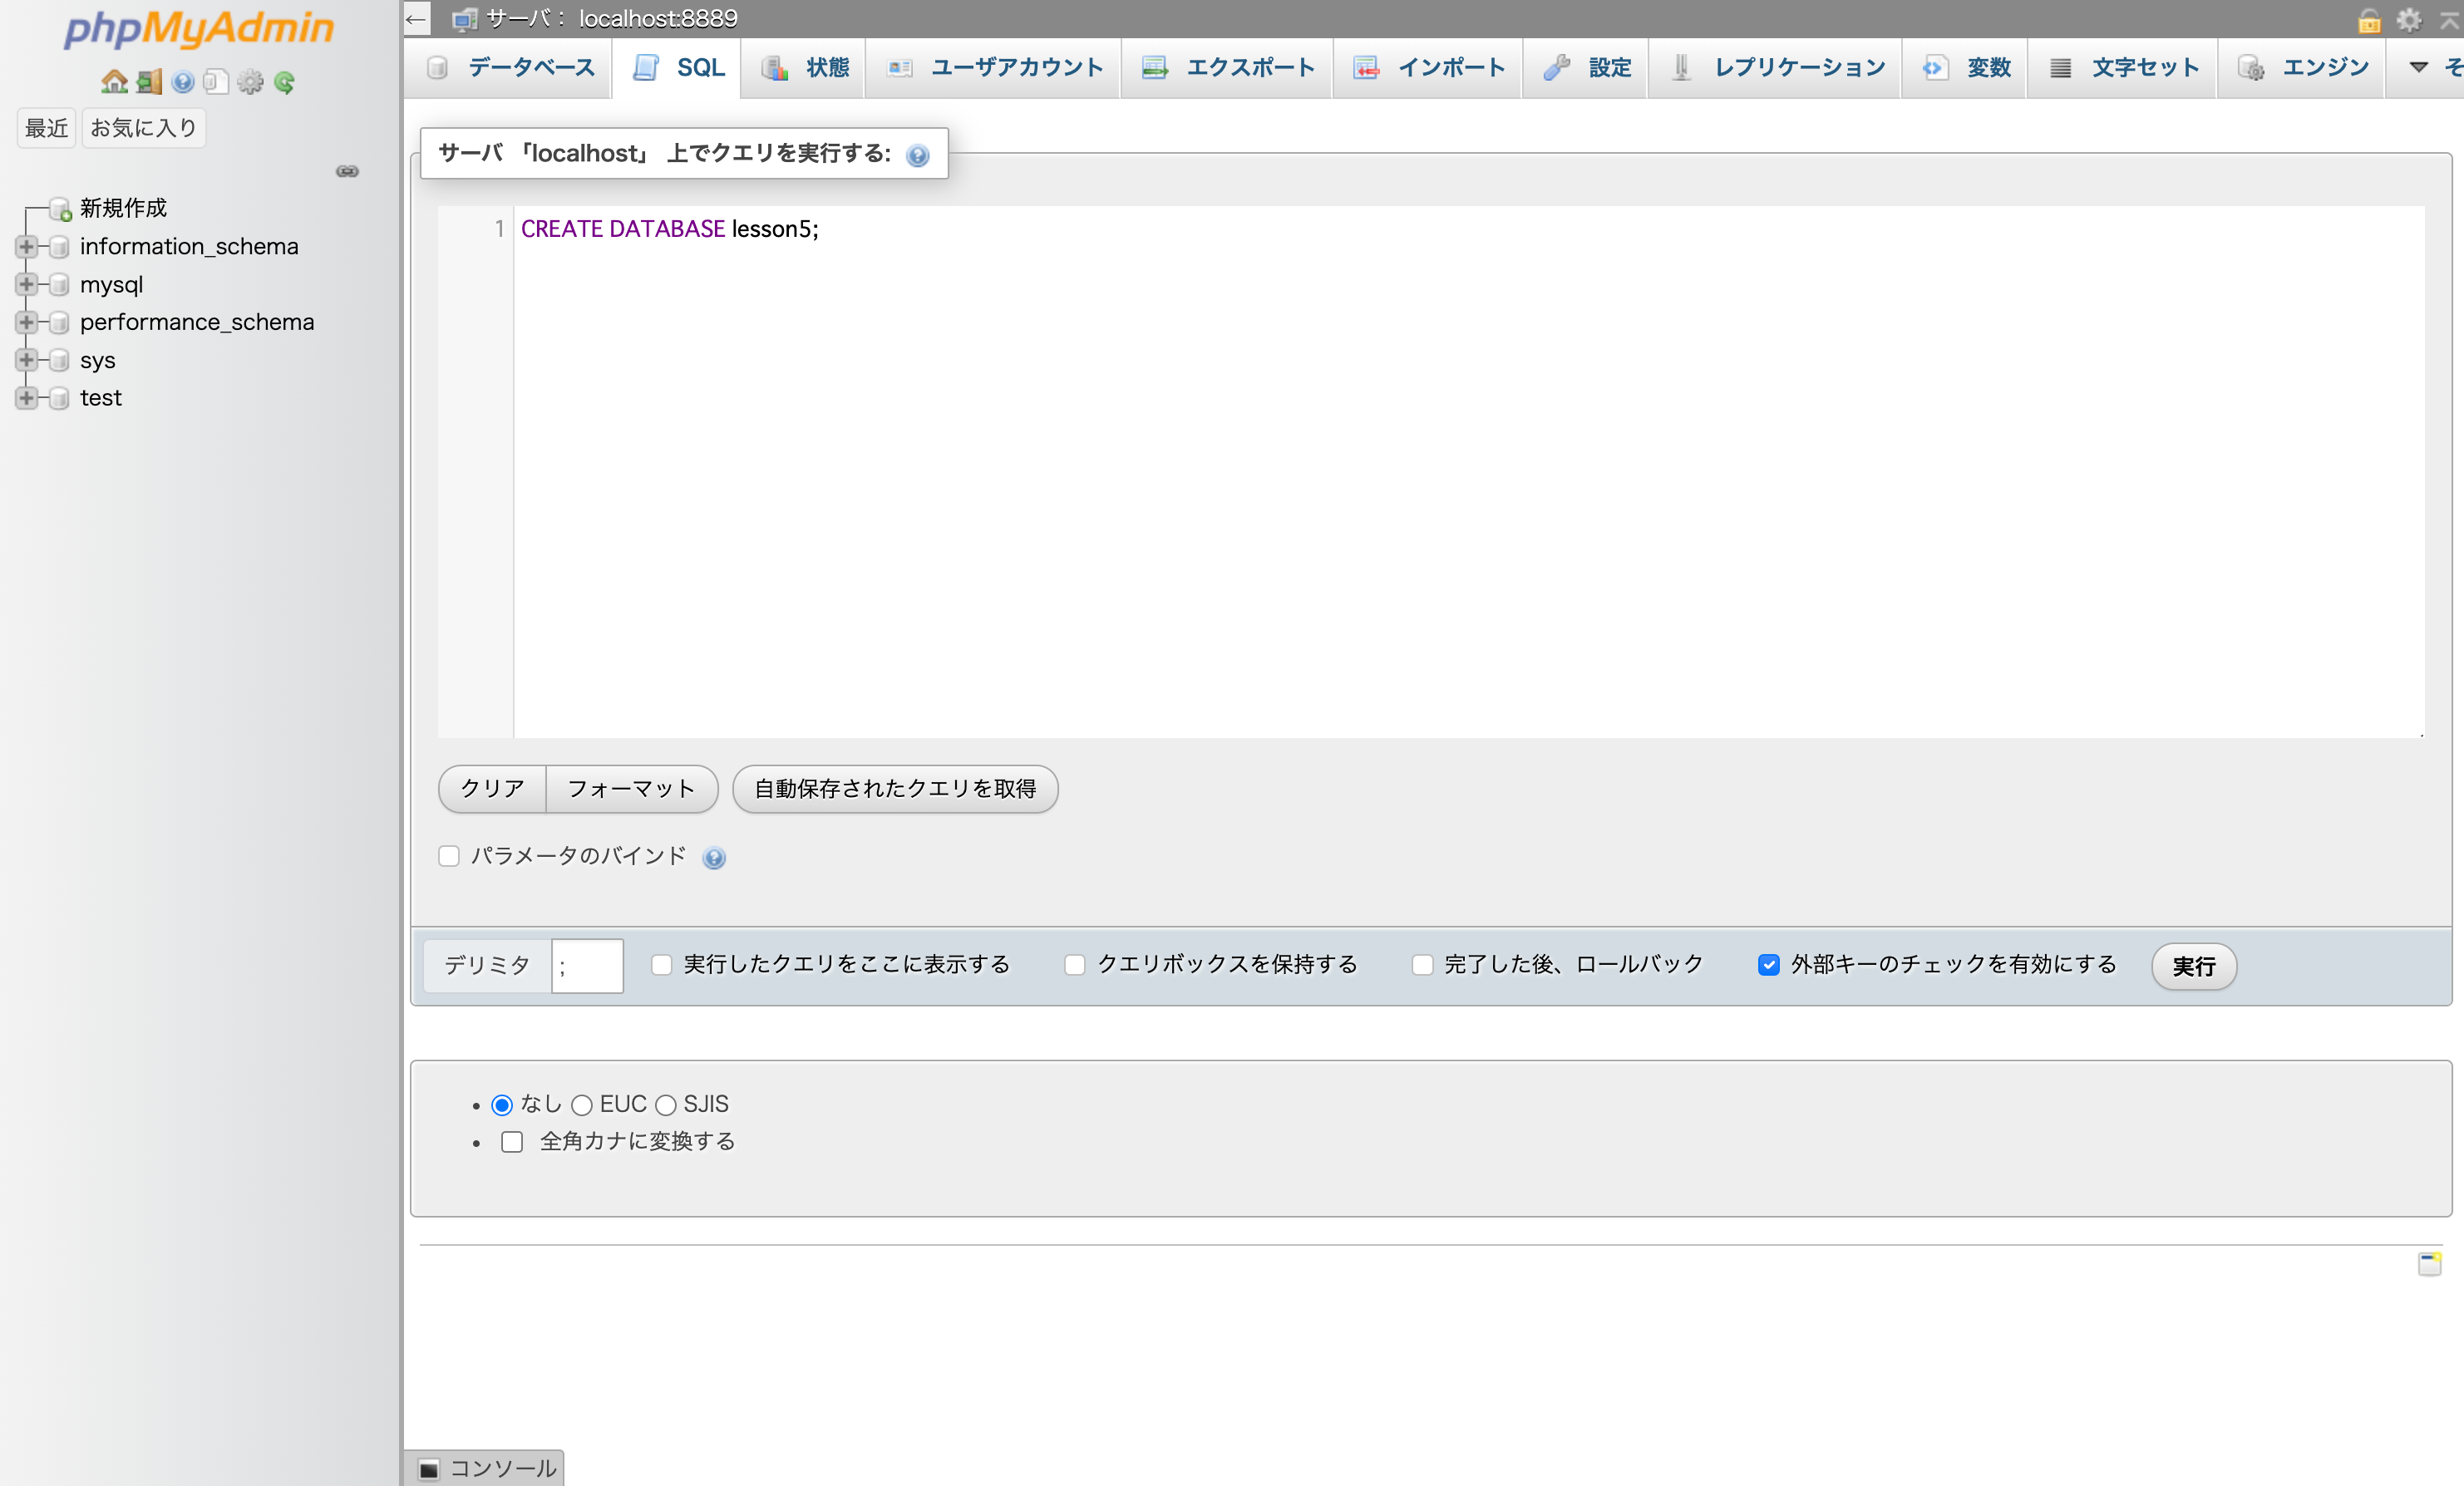 phpMyAdmin
最近 お気に入り
新規作成
information_schema
mysql
performance_schema
sys
test
サーバ： localhost:8889
データベース SQL 状態 ユーザアカウント エクスポート インポート 設定 レプリケーション 変数 文字セット エンジン そ
サーバ 「localhost」 上でクエリを実行する:
1 CREATE DATABASE lesson5;
クリア フォーマット 自動保存されたクエリを取得
パラメータのバインド
デリミタ ; 実行したクエリをここに表示する クエリボックスを保持する 完了した後、ロールバック 外部キーのチェックを有効にする 実行
なし EUC SJIS
全角カナに変換する
コンソール